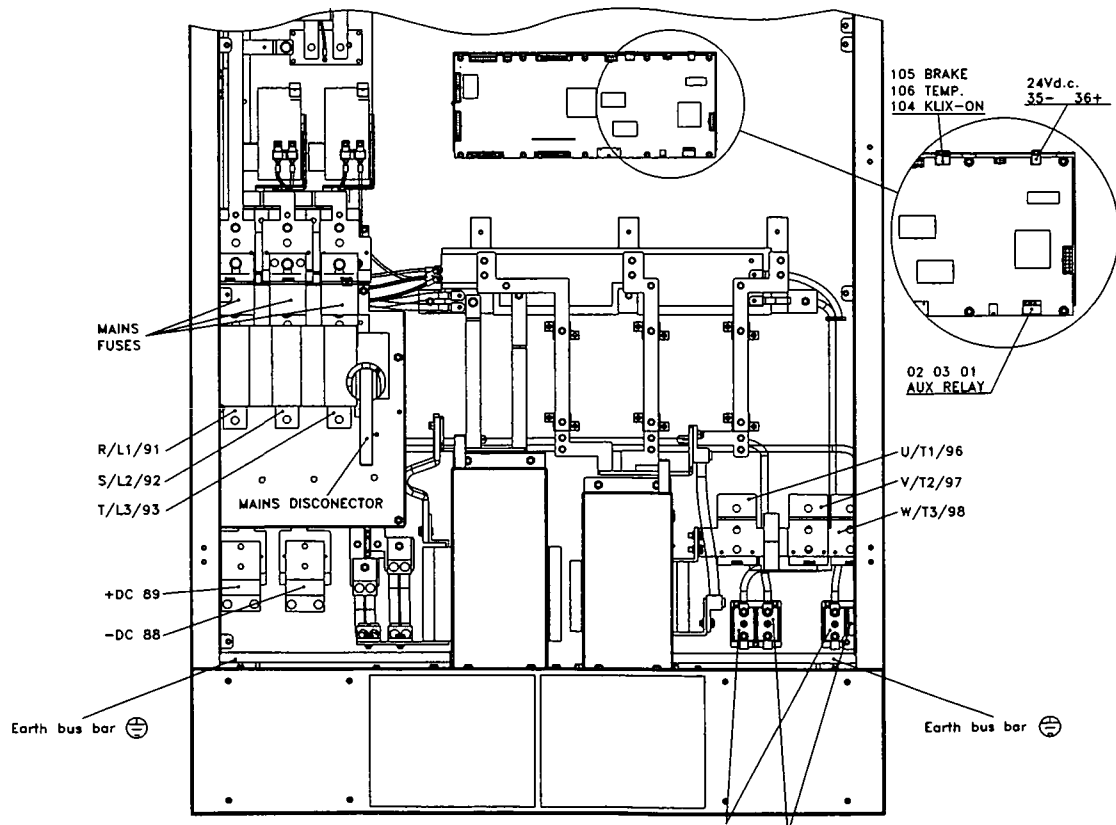 105 BRAKE
106 TEMP.
104 KLIX-ON
24Vd.c.
35- 36+
MAINS
FUSES
02 03 01
AUX RELAY
R/L1/91
S/L2/92
T/L3/93
MAINS DISCONECTOR
U/T1/96
V/T2/97
W/T3/98
+DC 89
-DC 88
Earth bus bar
Earth bus bar